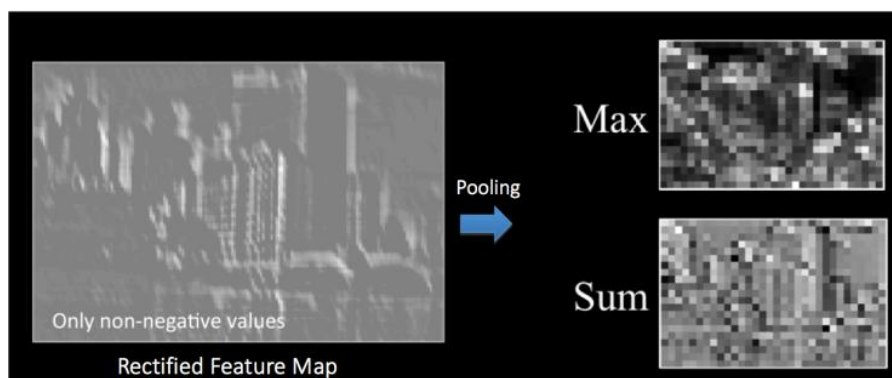 Only non-negative values
Rectified Feature Map
Pooling
Max
Sum